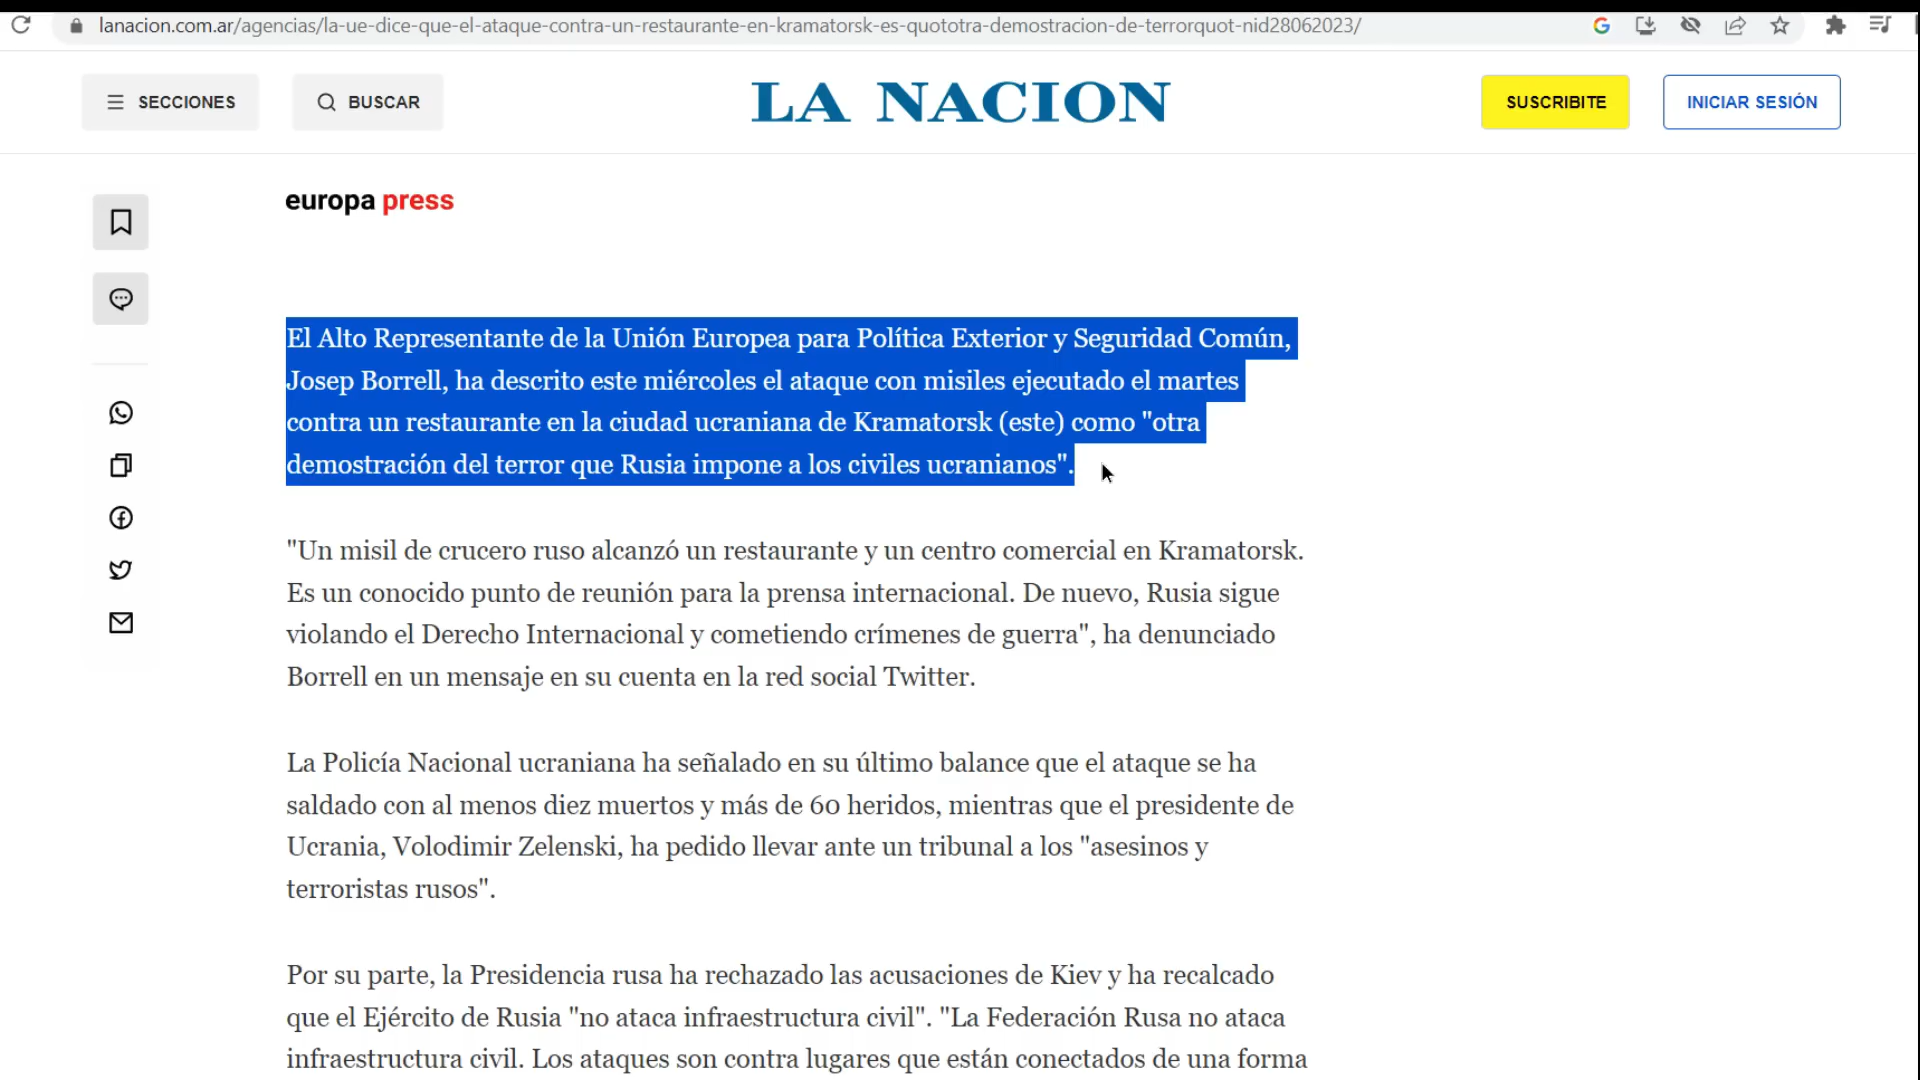 lanacion.com.ar/agencias/la-ue-dice-que-el-ataque-contra-un-restaurante-en-kramatorsk-es-quototra-demostracion-de-terrorquot-nid28062023/
SECCIONES
BUSCAR
LA NACION
SUSCRIBITE
INICIAR SESIÓN
europa press
El Alto Representante de la Unión Europea para Política Exterior y Seguridad Común,
Josep Borrell, ha descrito este miércoles el ataque con misiles ejecutado el martes
contra un restaurante en la ciudad ucraniana de Kramatorsk (este) como "otra
demostración del terror que Rusia impone a los civiles ucranianos".
"Un misil de crucero ruso alcanzó un restaurante y un centro comercial en Kramatorsk.
Es un conocido punto de reunión para la prensa internacional. De nuevo, Rusia sigue
violando el Derecho Internacional y cometiendo crímenes de guerra", ha denunciado
Borrell en un mensaje en su cuenta en la red social Twitter.
La Policía Nacional ucraniana ha señalado en su último balance que el ataque se ha
saldado con al menos diez muertos y más de 60 heridos, mientras que el presidente de
Ucrania, Volodimir Zelenski, ha pedido llevar ante un tribunal a los "asesinos y
terroristas rusos".
Por su parte, la Presidencia rusa ha rechazado las acusaciones de Kiev y ha recalcado
que el Ejército de Rusia "no ataca infraestructura civil". "La Federación Rusa no ataca
infraestructura civil. Los ataques son contra lugares que están conectados de una forma